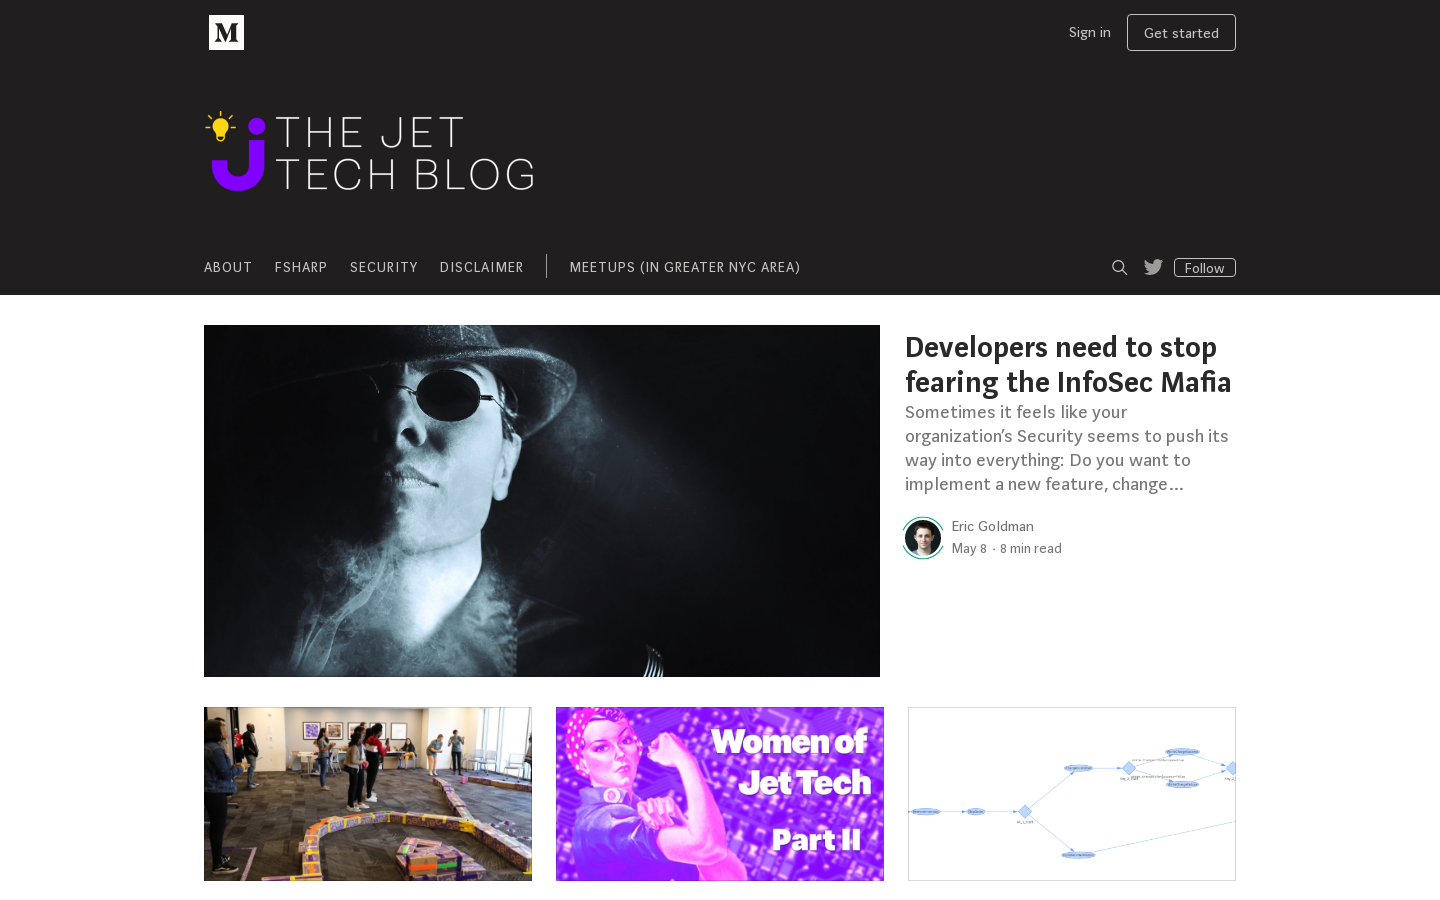 M
Sign in
Get started
THE JET
TECH BLOG
ABOUT
FSHARP
SECURITY
DISCLAIMER
MEETUPS (IN GREATER NYC AREA)
Follow
Developers need to stop
fearing the InfoSec Mafia
Sometimes it feels like your
organization's Security seems to push its
way into everything: Do you want to
implement a new feature, change…
Eric Goldman
May 8 · 8 min read
Women of
Jet Tech
Part II